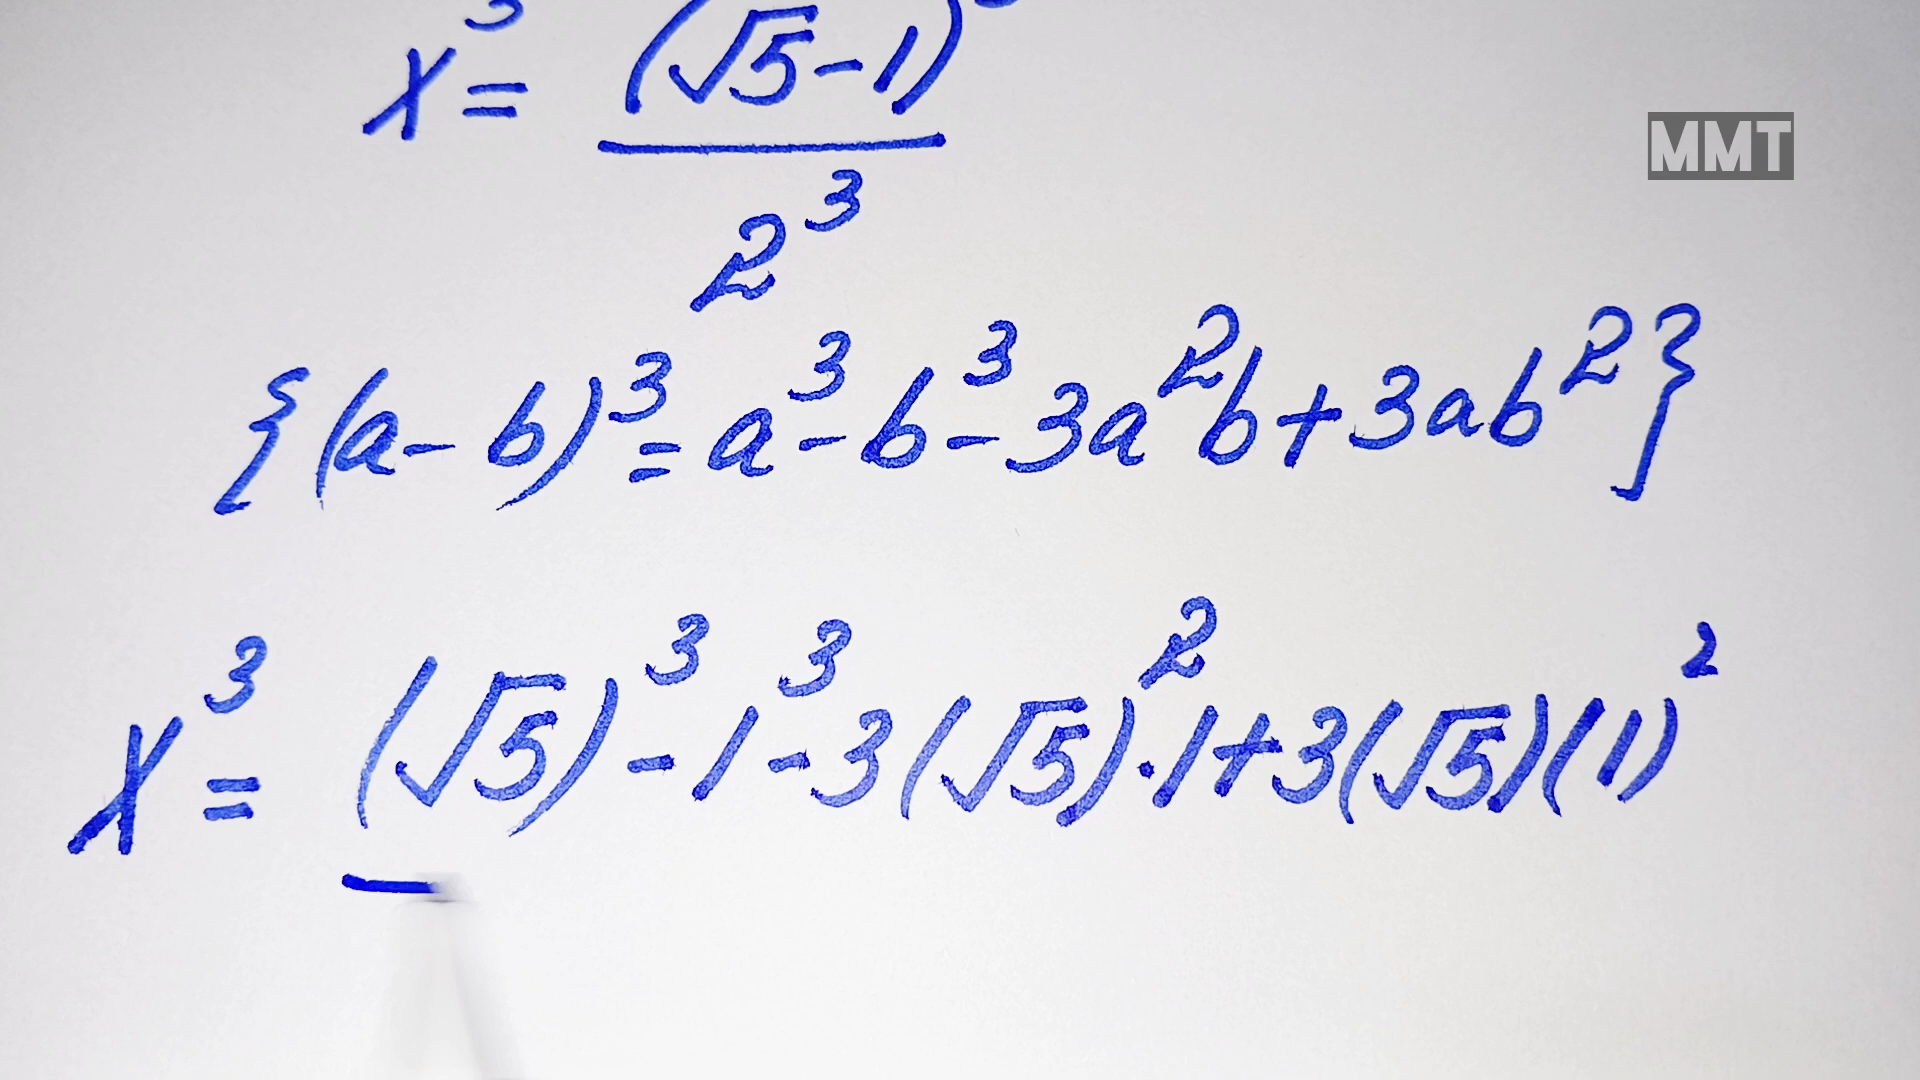 x³ = (√5-1)³
2³
MMT
{(a-b)³=a³-b³-3a²b+3ab²}
x³ = (√5)³-1³-3(√5)².1+3(√5)(1)²